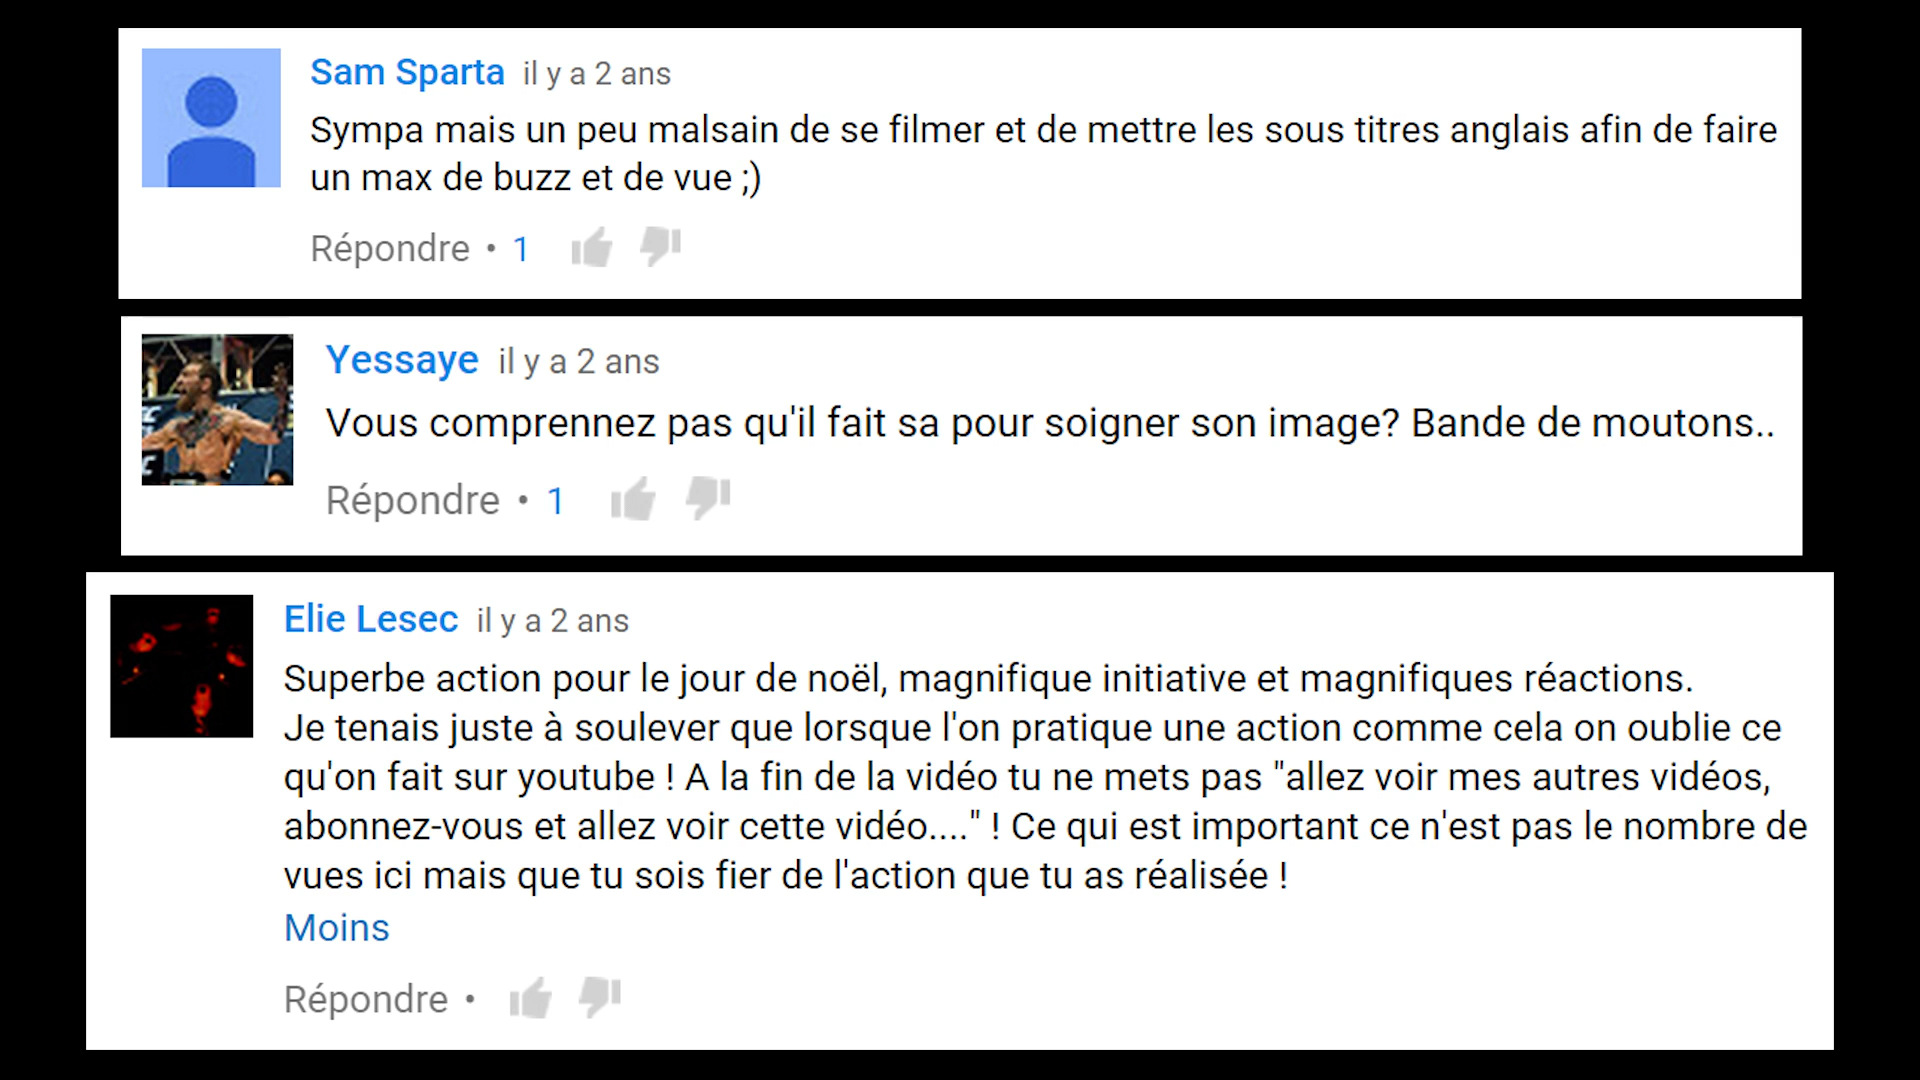 Sam Sparta il y a 2 ans
Sympa mais un peu malsain de se filmer et de mettre les sous titres anglais afin de faire
un max de buzz et de vue ;)
Répondre • 1
Yessaye il y a 2 ans
Vous comprennez pas qu'il fait sa pour soigner son image? Bande de moutons..
Répondre • 1
Elie Lesec il y a 2 ans
Superbe action pour le jour de noël, magnifique initiative et magnifiques réactions.
Je tenais juste à soulever que lorsque l'on pratique une action comme cela on oublie ce
qu'on fait sur youtube ! A la fin de la vidéo tu ne mets pas "allez voir mes autres vidéos,
abonnez-vous et allez voir cette vidéo...." ! Ce qui est important ce n'est pas le nombre de
vues ici mais que tu sois fier de l'action que tu as réalisée !
Moins
Répondre •